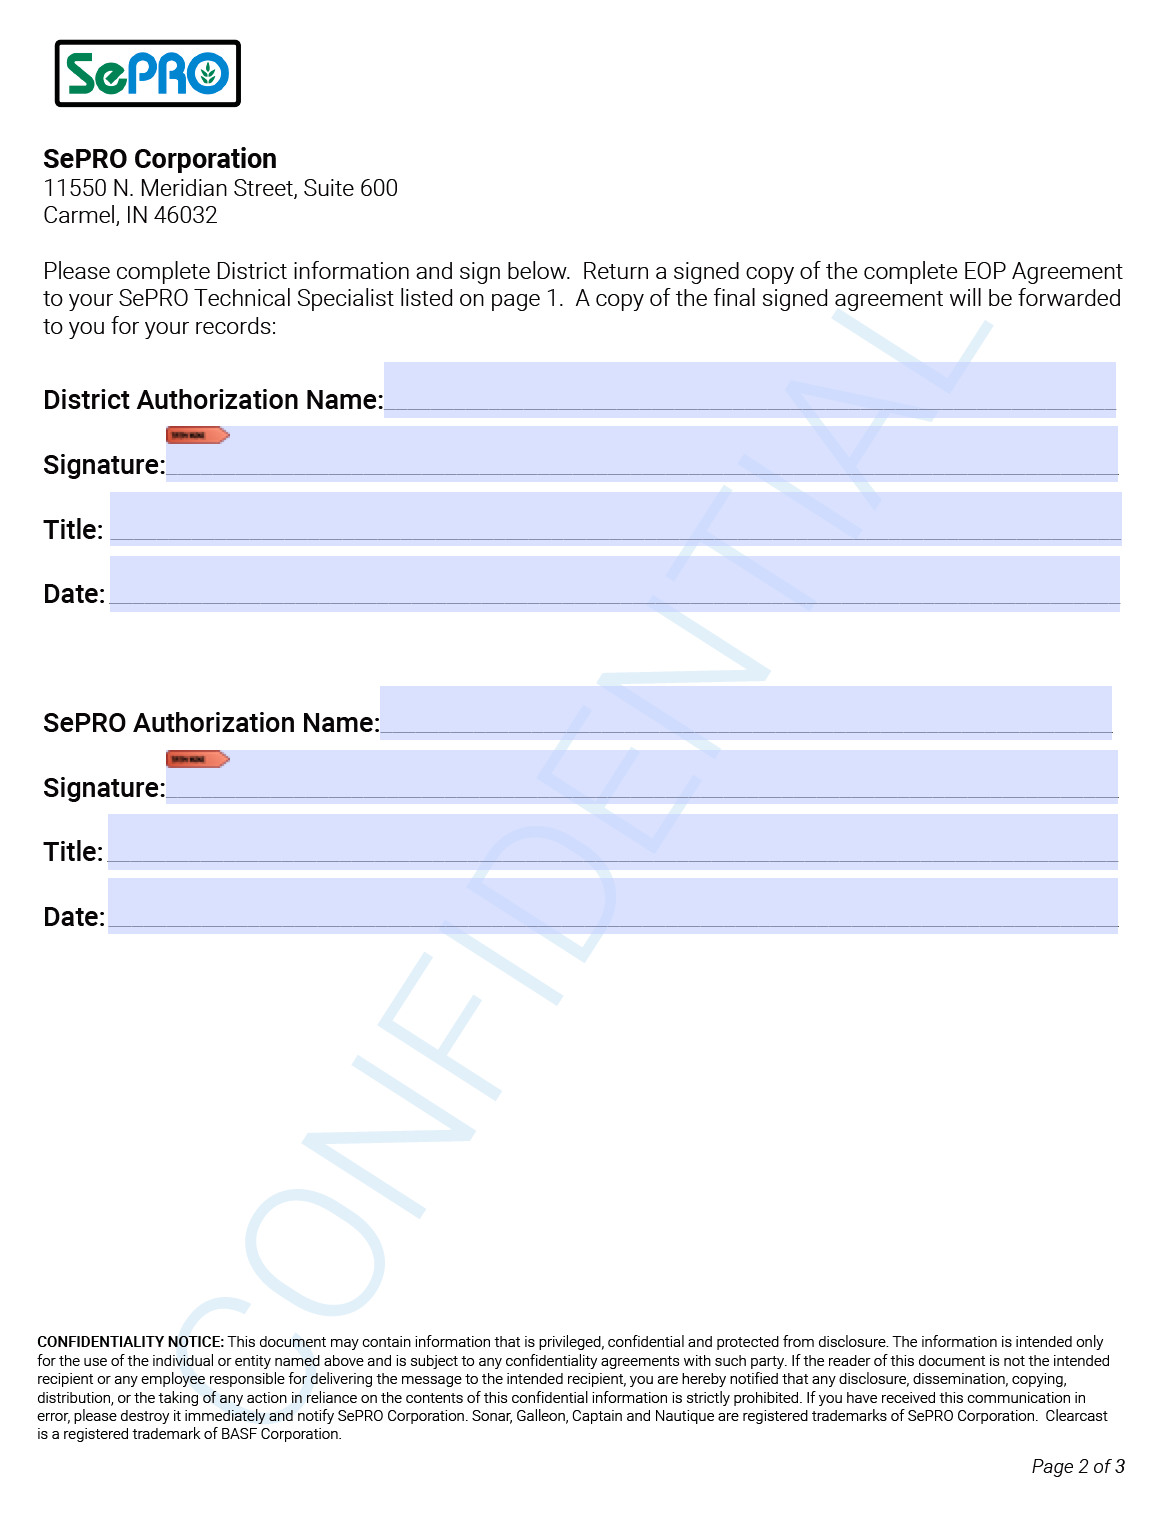 SePRO
SePRO Corporation
11550 N. Meridian Street, Suite 600
Carmel, IN 46032
Please complete District information and sign below.  Return a signed copy of the complete EOP Agreement
to your SePRO Technical Specialist listed on page 1.  A copy of the final signed agreement will be forwarded
to you for your records:
District Authorization Name:
Signature:
Title:
Date:
SePRO Authorization Name:
Signature:
Title:
Date:
CONFIDENTIAL
CONFIDENTIALITY NOTICE: This document may contain information that is privileged, confidential and protected from disclosure. The information is intended only
for the use of the individual or entity named above and is subject to any confidentiality agreements with such party. If the reader of this document is not the intended
recipient or any employee responsible for delivering the message to the intended recipient, you are hereby notified that any disclosure, dissemination, copying,
distribution, or the taking of any action in reliance on the contents of this confidential information is strictly prohibited. If you have received this communication in
error, please destroy it immediately and notify SePRO Corporation. Sonar, Galleon, Captain and Nautique are registered trademarks of SePRO Corporation.  Clearcast
is a registered trademark of BASF Corporation.
Page 2 of 3